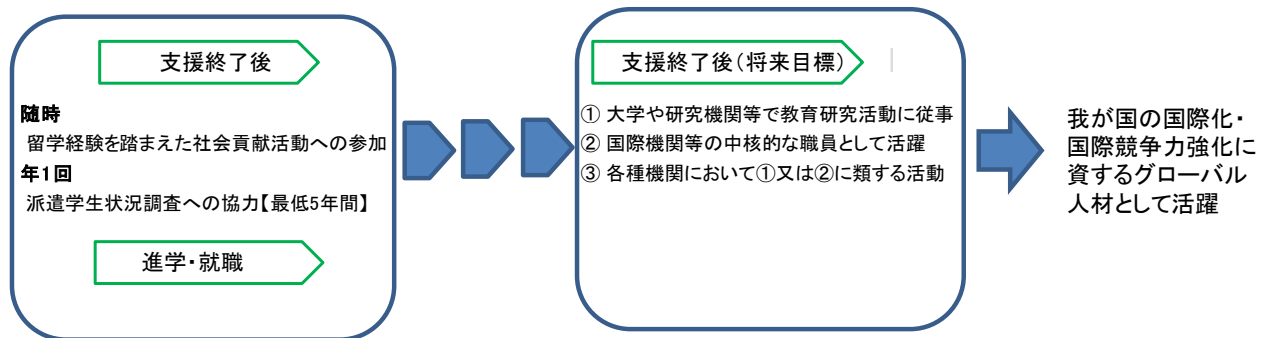 支援終了後
随時
留学経験を踏まえた社会貢献活動への参加
年1回
派遣学生状況調査への協力【最低5年間】
進学・就職
支援終了後(将来目標)
① 大学や研究機関等で教育研究活動に従事
② 国際機関等の中核的な職員として活躍
③ 各種機関において①又は②に類する活動
我が国の国際化・
国際競争力強化に
資するグローバル
人材として活躍